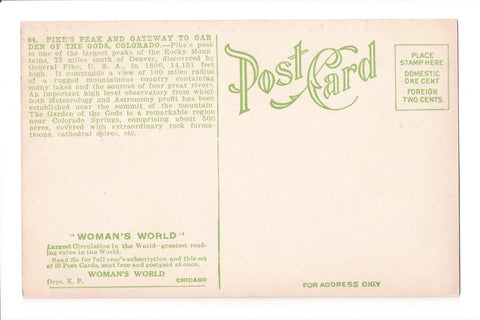 94. PIKE'S PEAK AND GATEWAY TO GAR
DEN OF THE GODS, COLORADO.—Pike's peak
is one of the largest peaks of the Rocky Moun
tains, 75 miles south of Denver, discovered by
General Pike, U. S. A., in 1806, 14,151 feet
high. It commands a view of 100 miles radius
of a rugged mountainous country containing
many lakes and the sources of four great rivers.
An important high level observatory from which
both Meteorology and Astronomy profit has been
established near the summit of the mountain.
The Garden of the Gods is a remarkable region
near Colorado Springs, comprising about 500
acres, covered with extraordinary rock forma-
tions, cathedral spires, etc.
"WOMAN'S WORLD"
Largest Circulation in the World—greatest read-
ing value in the World.
Send 25c for full year's subscription and this set
of 50 Post Cards, sent free and postpaid at once.
WOMAN'S WORLD
Dept. K. P. CHICAGO
Post Card
PLACE
STAMP HERE
DOMESTIC
ONE CENT
FOREIGN
TWO CENTS
FOR ADDRESS ONLY